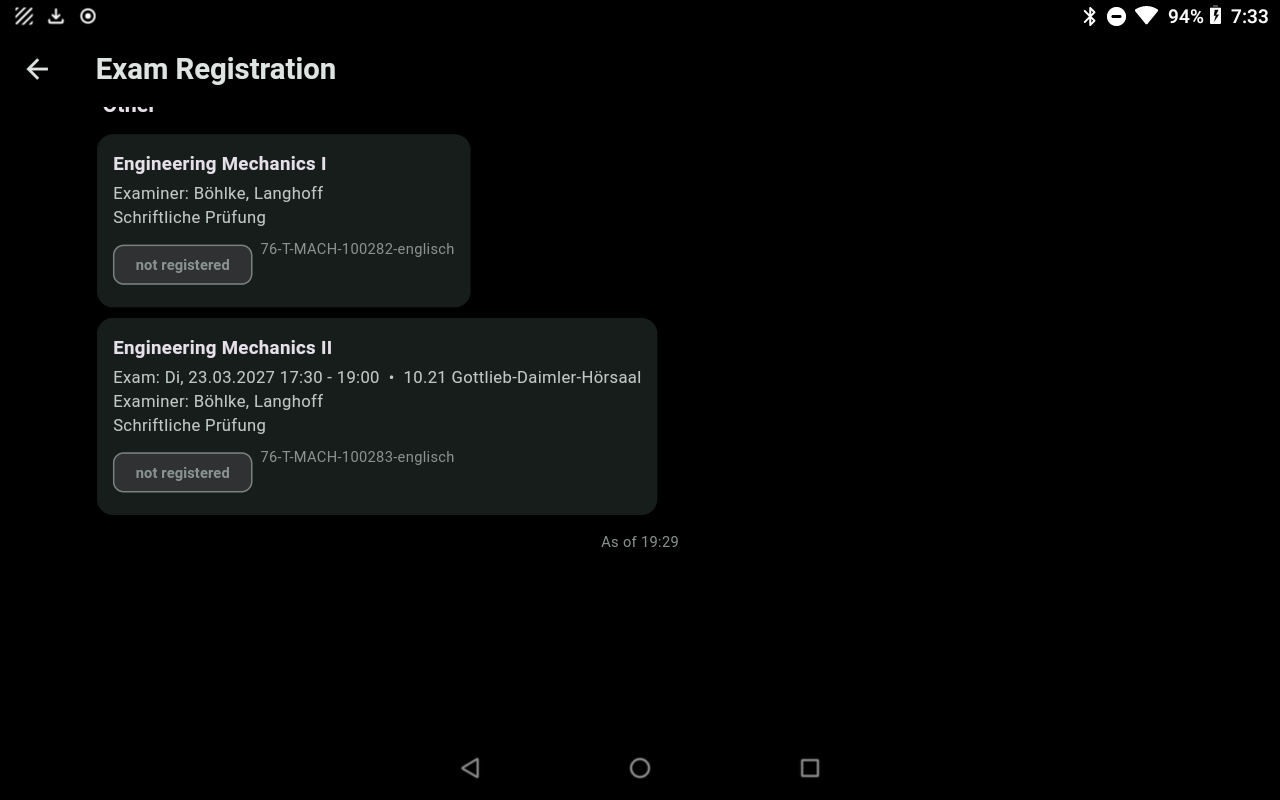 94% 7:33
Exam Registration
Other
Engineering Mechanics I
Examiner: Böhlke, Langhoff
Schriftliche Prüfung
76-T-MACH-100282-englisch
not registered
Engineering Mechanics II
Exam: Di, 23.03.2027 17:30 - 19:00 • 10.21 Gottlieb-Daimler-Hörsaal
Examiner: Böhlke, Langhoff
Schriftliche Prüfung
76-T-MACH-100283-englisch
not registered
As of 19:29